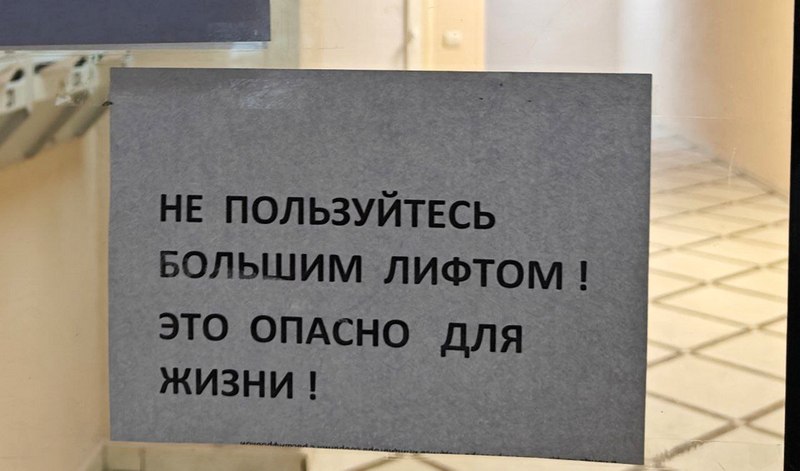 НЕ ПОЛЬЗУЙТЕСЬ
БОЛЬШИМ ЛИФТОМ !
ЭТО ОПАСНО ДЛЯ
ЖИЗНИ !